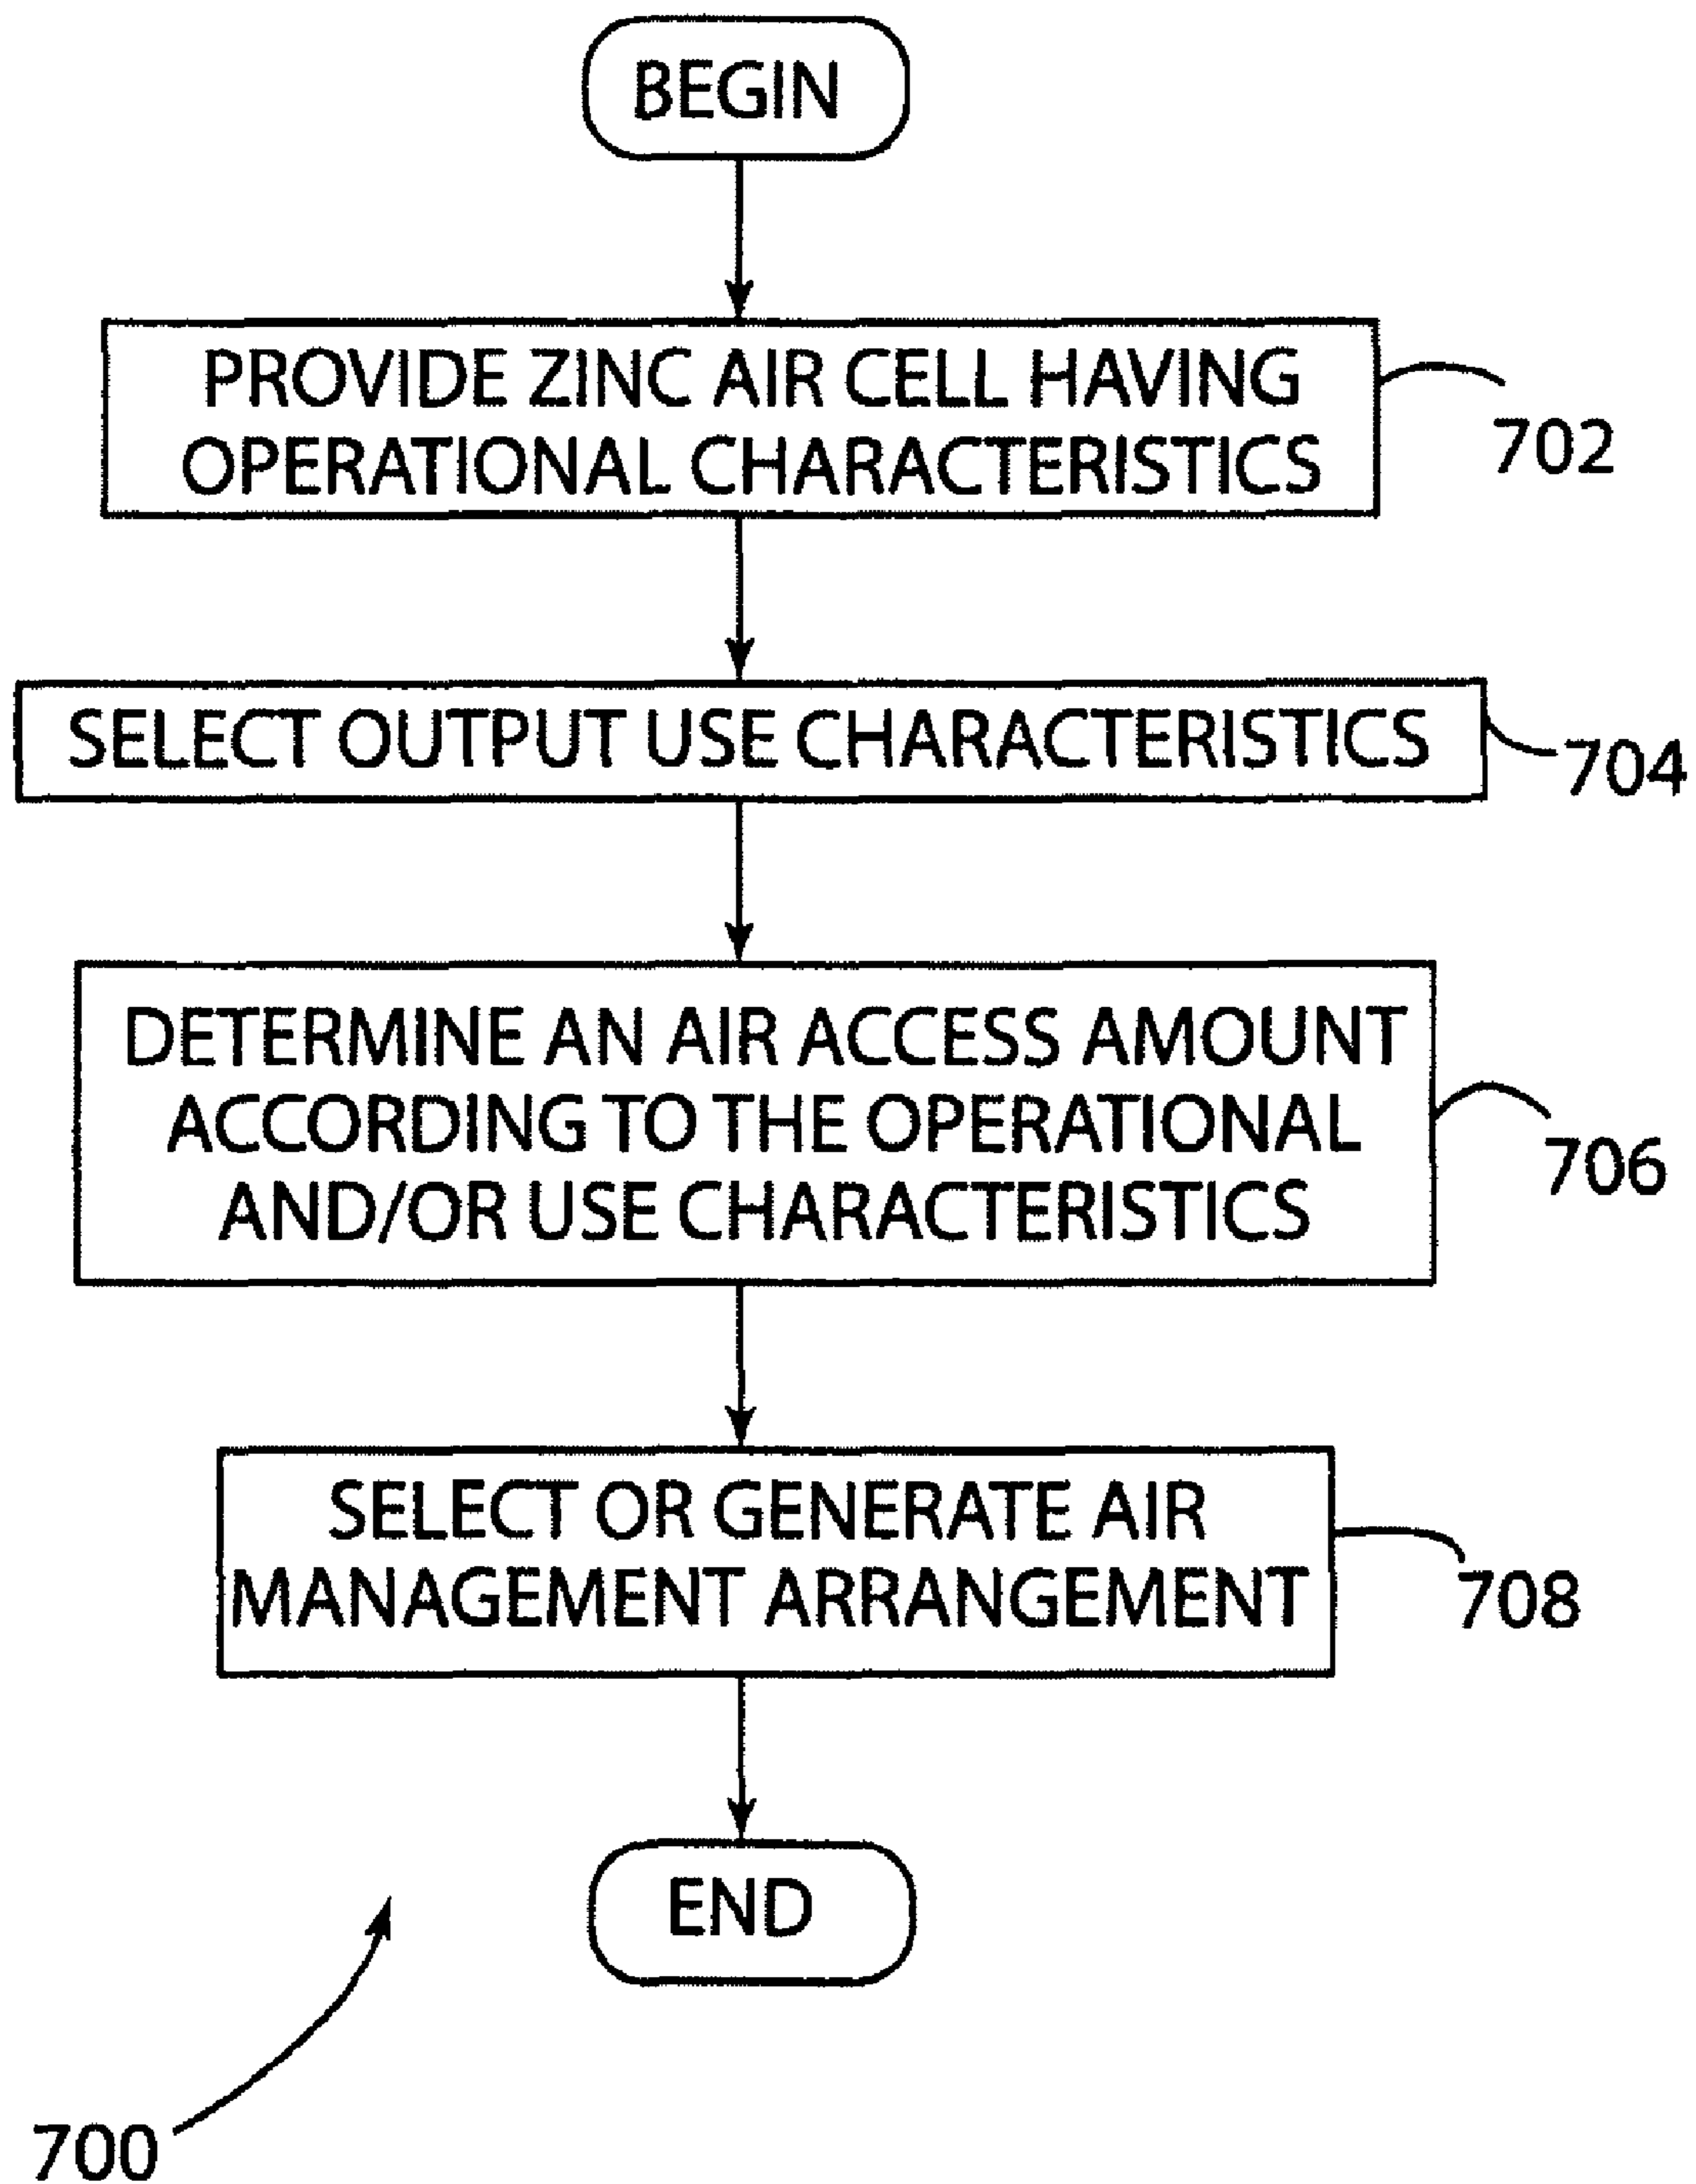 BEGIN
PROVIDE ZINC AIR CELL HAVING
OPERATIONAL CHARACTERISTICS
702
SELECT OUTPUT USE CHARACTERISTICS
704
DETERMINE AN AIR ACCESS AMOUNT
ACCORDING TO THE OPERATIONAL
AND/OR USE CHARACTERISTICS
706
SELECT OR GENERATE AIR
MANAGEMENT ARRANGEMENT
708
END
700